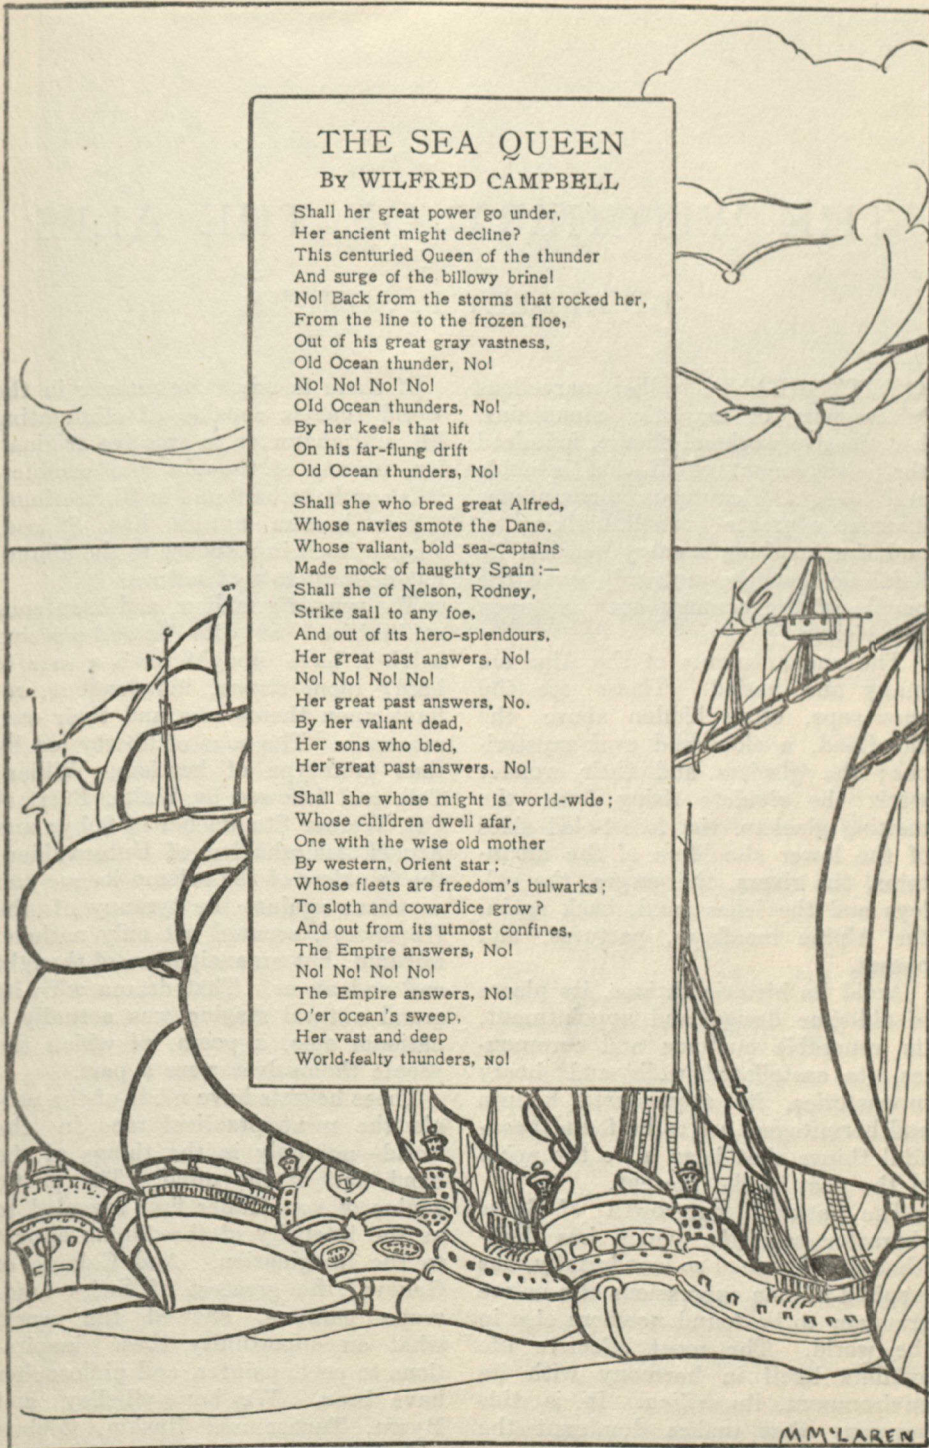 THE SEA QUEEN
BY WILFRED CAMPBELL
Shall her great power go under,
Her ancient might decline?
This centuried Queen of the thunder
And surge of the billowy brine!
No! Back from the storms that rocked her,
From the line to the frozen floe,
Out of his great gray vastness,
Old Ocean thunder, No!
No! No! No! No!
Old Ocean thunders, No!
By her keels that lift
On his far-flung drift
Old Ocean thunders, No!
Shall she who bred great Alfred,
Whose navies smote the Dane,
Whose valiant, bold sea-captains
Made mock of haughty Spain:—
Shall she of Nelson, Rodney,
Strike sail to any foe,
And out of its hero-splendours,
Her great past answers, No!
No! No! No! No!
Her great past answers, No.
By her valiant dead,
Her sons who bled,
Her great past answers, No!
Shall she whose might is world-wide;
Whose children dwell afar,
One with the wise old mother
By western, Orient star;
Whose fleets are freedom's bulwarks;
To sloth and cowardice grow?
And out from its utmost confines,
The Empire answers, No!
No! No! No! No!
The Empire answers, No!
O'er ocean's sweep,
Her vast and deep
World-fealty thunders, NO!
M M'LAREN